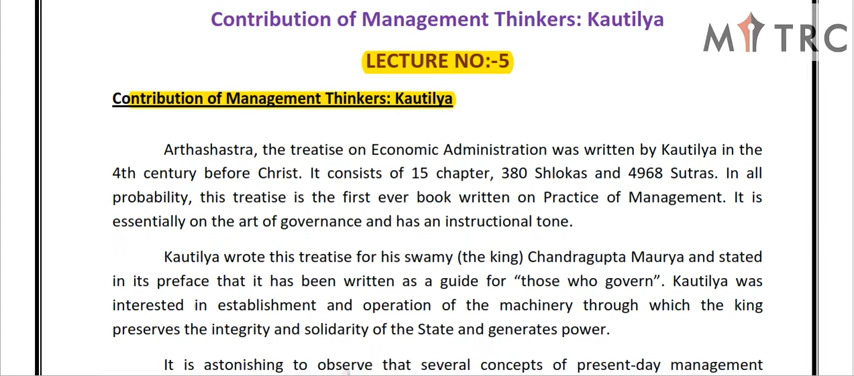 Contribution of Management Thinkers: Kautilya
MTRC
LECTURE NO:-5
Contribution of Management Thinkers: Kautilya
Arthashastra, the treatise on Economic Administration was written by Kautilya in the
4th century before Christ. It consists of 15 chapter, 380 Shlokas and 4968 Sutras. In all
probability, this treatise is the first ever book written on Practice of Management. It is
essentially on the art of governance and has an instructional tone.
Kautilya wrote this treatise for his swamy (the king) Chandragupta Maurya and stated
in its preface that it has been written as a guide for “those who govern”. Kautilya was
interested in establishment and operation of the machinery through which the king
preserves the integrity and solidarity of the State and generates power.
It is astonishing to observe that several concepts of present-day management